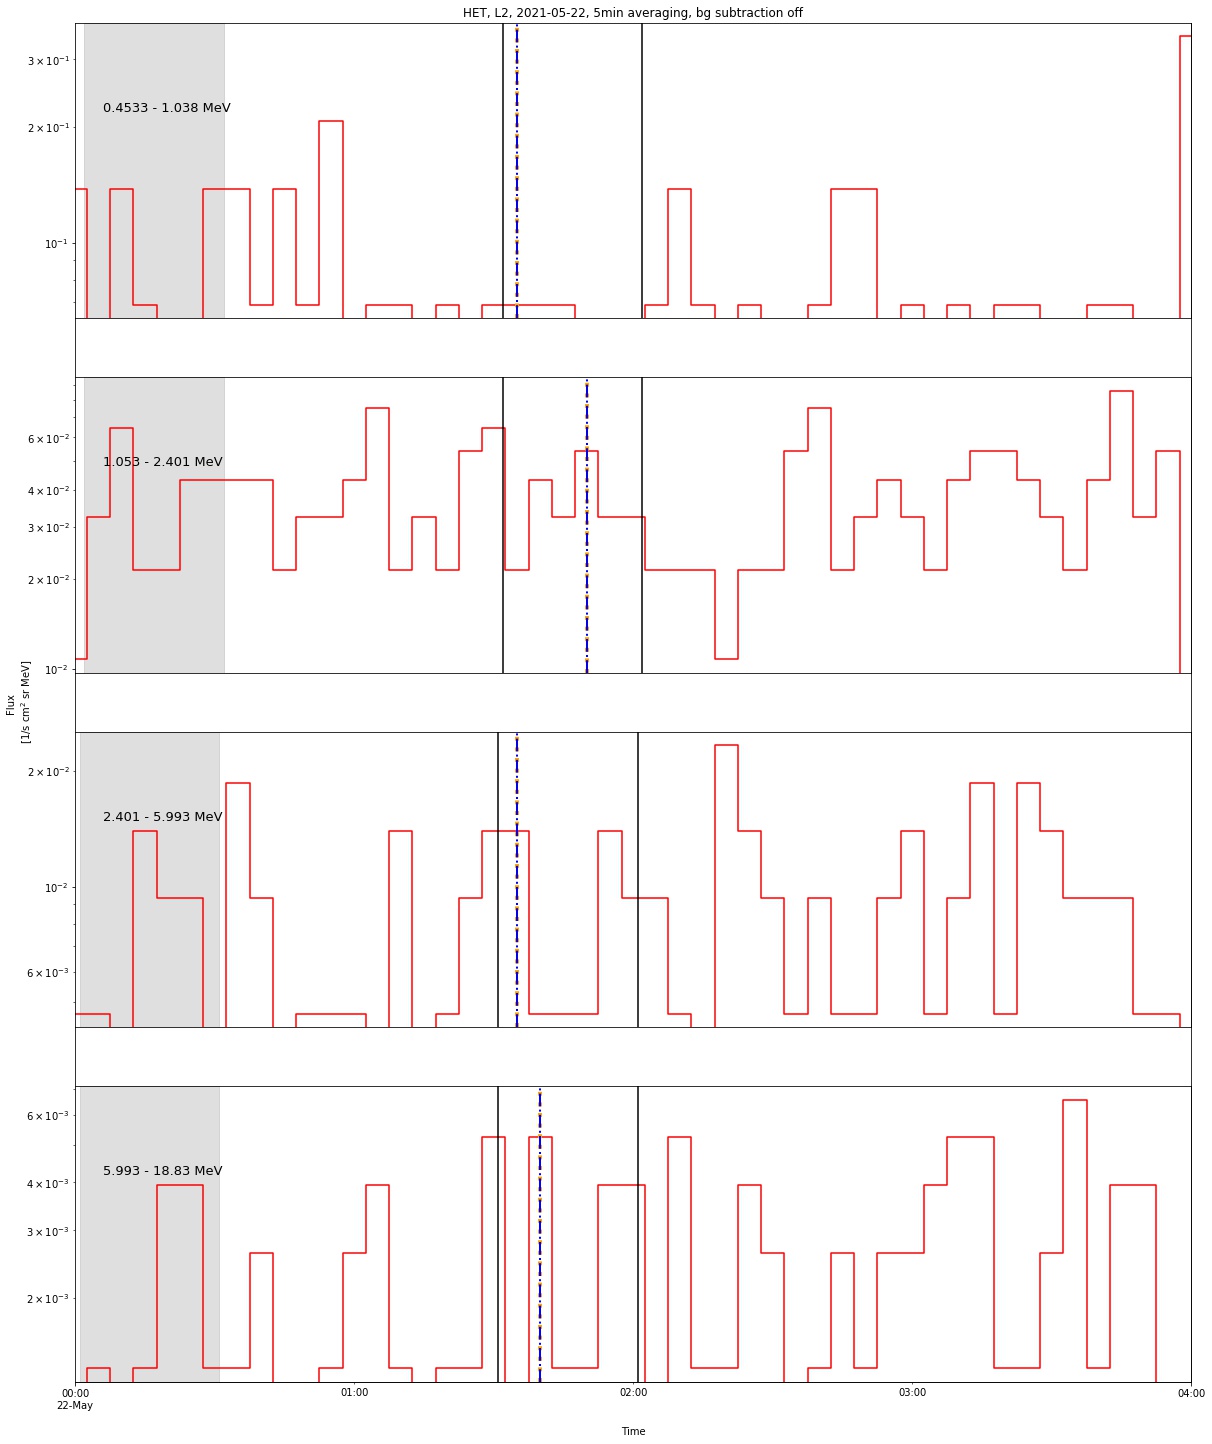 HET, L2, 2021-05-22, 5min averaging, bg subtraction off
3 × 10⁻¹
0.4533 - 1.038 MeV
2 × 10⁻¹
10⁻¹
6 × 10⁻²
1.053 - 2.401 MeV
4 × 10⁻²
3 × 10⁻²
2 × 10⁻²
10⁻²
Flux
[1/s cm² sr MeV]
2 × 10⁻²
2.401 - 5.993 MeV
10⁻²
6 × 10⁻³
6 × 10⁻³
5.993 - 18.83 MeV
4 × 10⁻³
3 × 10⁻³
2 × 10⁻³
00:00 01:00 02:00 03:00 04:00
22-May
Time